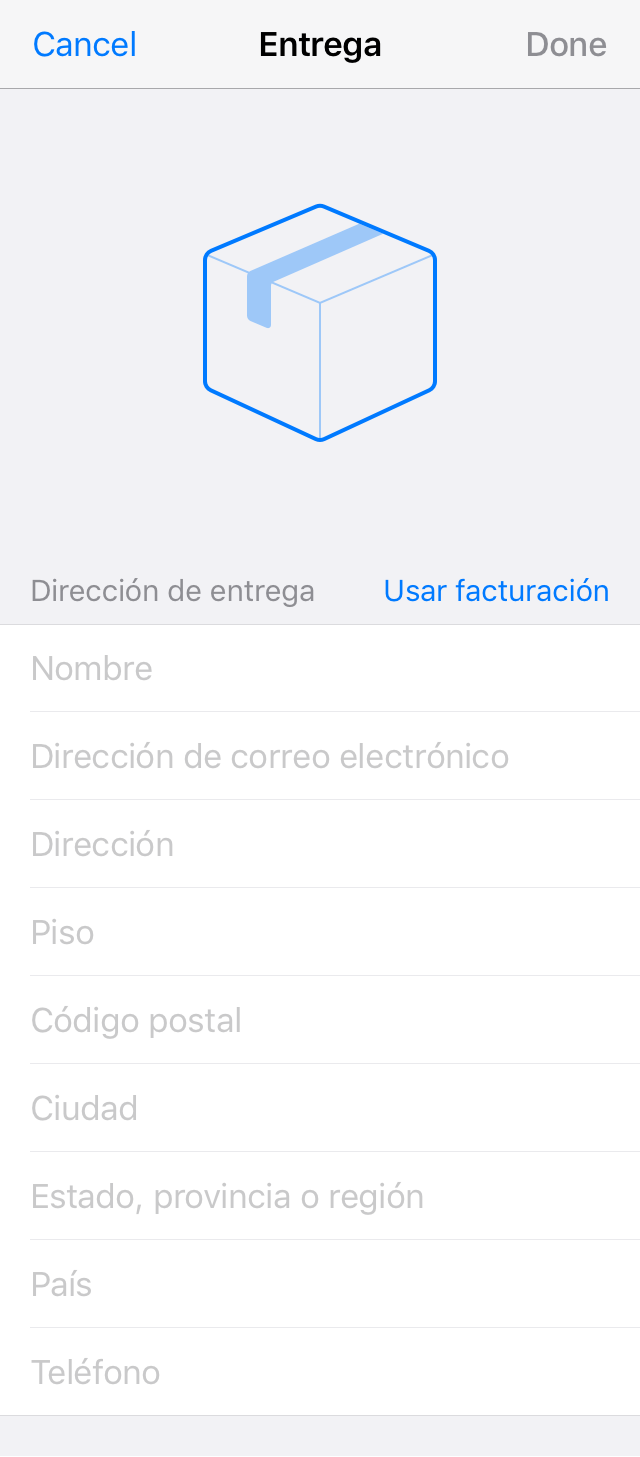 Cancel Entrega Done
Dirección de entrega Usar facturación
Nombre
Dirección de correo electrónico
Dirección
Piso
Código postal
Ciudad
Estado, provincia o región
País
Teléfono